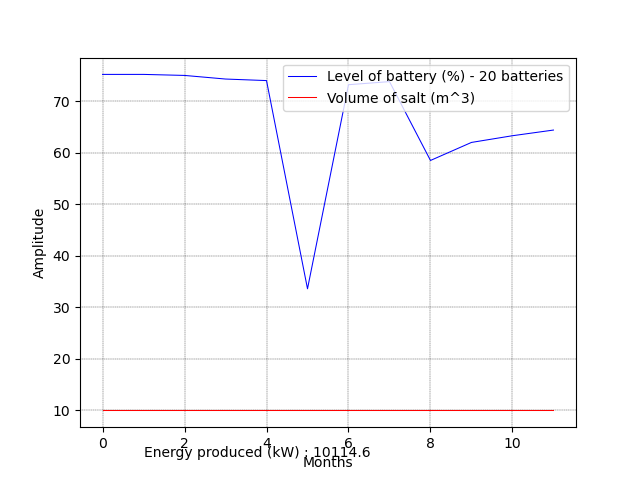 Level of battery (%) - 20 batteries
Volume of salt (m^3)
Amplitude
70
60
50
40
30
20
10
0 2 4 6 8 10
Energy produced (kW) : 10114.6
Months